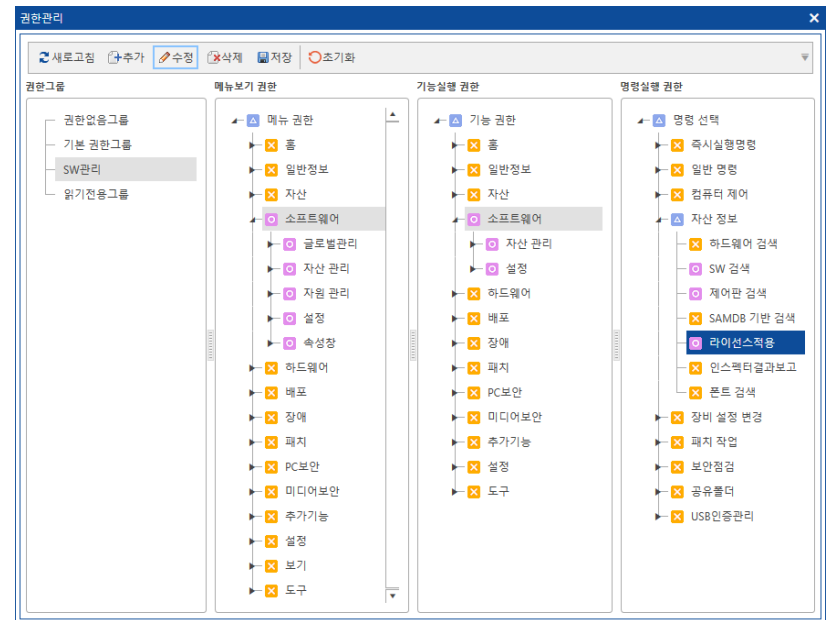 권한관리
새로고침 추가 수정 삭제 저장 초기화
권한그룹
권한없음그룹
기본 권한그룹
SW관리
읽기전용그룹
메뉴보기 권한
메뉴 권한
홈
일반정보
자산
소프트웨어
글로벌관리
자산 관리
자원 관리
설정
속성창
하드웨어
배포
장애
패치
PC보안
미디어보안
추가기능
설정
보기
도구
기능실행 권한
기능 권한
홈
일반정보
자산
소프트웨어
자산 관리
설정
하드웨어
배포
장애
패치
PC보안
미디어보안
추가기능
설정
도구
명령실행 권한
명령 선택
즉시실행명령
일반 명령
컴퓨터 제어
자산 정보
하드웨어 검색
SW 검색
제어판 검색
SAMDB 기반 검색
라이선스적용
인스펙터결과보고
폰트 검색
장비 설정 변경
패치 작업
보안점검
공유폴더
USB인증관리